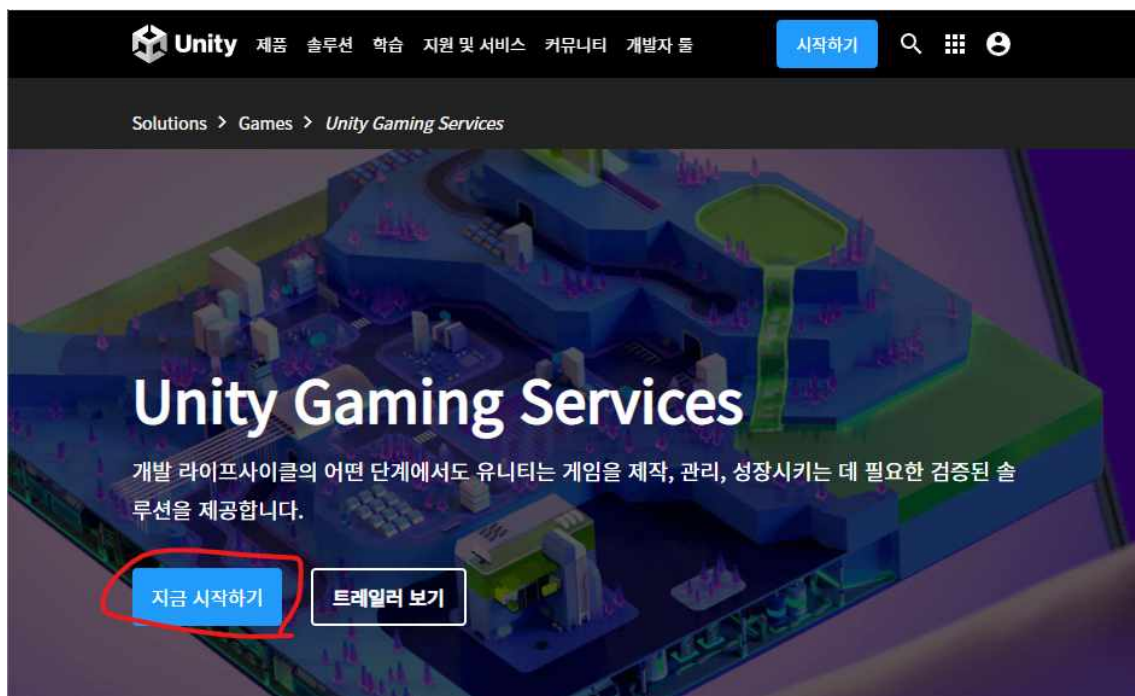 Unity 제품 솔루션 학습 지원 및 서비스 커뮤니티 개발자 툴 시작하기
Solutions > Games > Unity Gaming Services
Unity Gaming Services
개발 라이프사이클의 어떤 단계에서도 유니티는 게임을 제작, 관리, 성장시키는 데 필요한 검증된 솔
루션을 제공합니다.
지금 시작하기 트레일러 보기